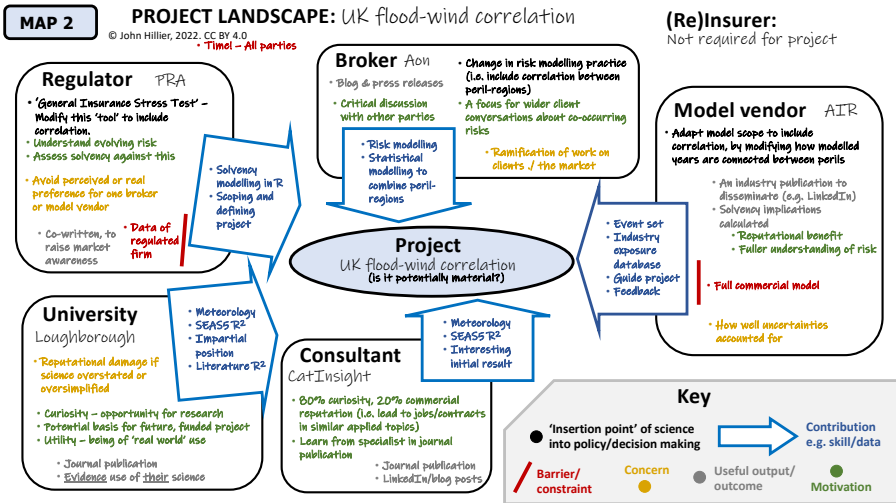 MAP 2
PROJECT LANDSCAPE: UK flood-wind correlation
© John Hillier, 2022. CC BY 4.0
• Time! – All parties
(Re)Insurer:
Not required for project
Regulator PRA
• ‘General Insurance Stress Test’ –
Modify this ‘tool’ to include
correlation.
• Understand evolving risk
• Assess solvency against this
• Avoid perceived or real
preference for one broker
or model vendor
• Co-written, to
raise market
awareness
• Data of
regulated
firm
• Solvency
modelling in R
• Scoping and
defining
project
Broker Aon
• Blog & press releases
• Critical discussion
with other parties
• Change in risk modelling practice
(i.e. include correlation between
peril-regions)
• A focus for wider client
conversations about co-occurring
risks
• Ramification of work on
clients ./ the market
• Risk modelling
• Statistical
modelling to
combine peril-
regions
Model vendor AIR
• Adapt model scope to include
correlation, by modifying how modelled
years are connected between perils
• An industry publication to
disseminate (e.g. LinkedIn)
• Solvency implications
calculated
• Reputational benefit
• Fuller understanding of risk
• Full commercial model
• How well uncertainties
accounted for
• Event set
• Industry
exposure
database
• Guide project
• Feedback
Project
UK flood-wind correlation
(is it potentially material?)
University
Loughborough
• Reputational damage if
science overstated or
oversimplified
• Curiosity – opportunity for research
• Potential basis for future, funded project
• Utility – being of ‘real world’ use
• Journal publication
• Evidence use of their science
• Meteorology
• SEAS5 R²
• Impartial
position
• Literature R²
Consultant
CatInsight
• 80% curiosity, 20% commercial
reputation (i.e. lead to jobs/contracts
in similar applied topics)
• Learn from specialist in journal
publication
• Journal publication
• LinkedIn/blog posts
• Meteorology
• SEAS5 R²
• Interesting
initial result
Key
‘Insertion point’ of science
into policy/decision making
Contribution
e.g. skill/data
Barrier/
constraint
Concern
Useful output/
outcome
Motivation